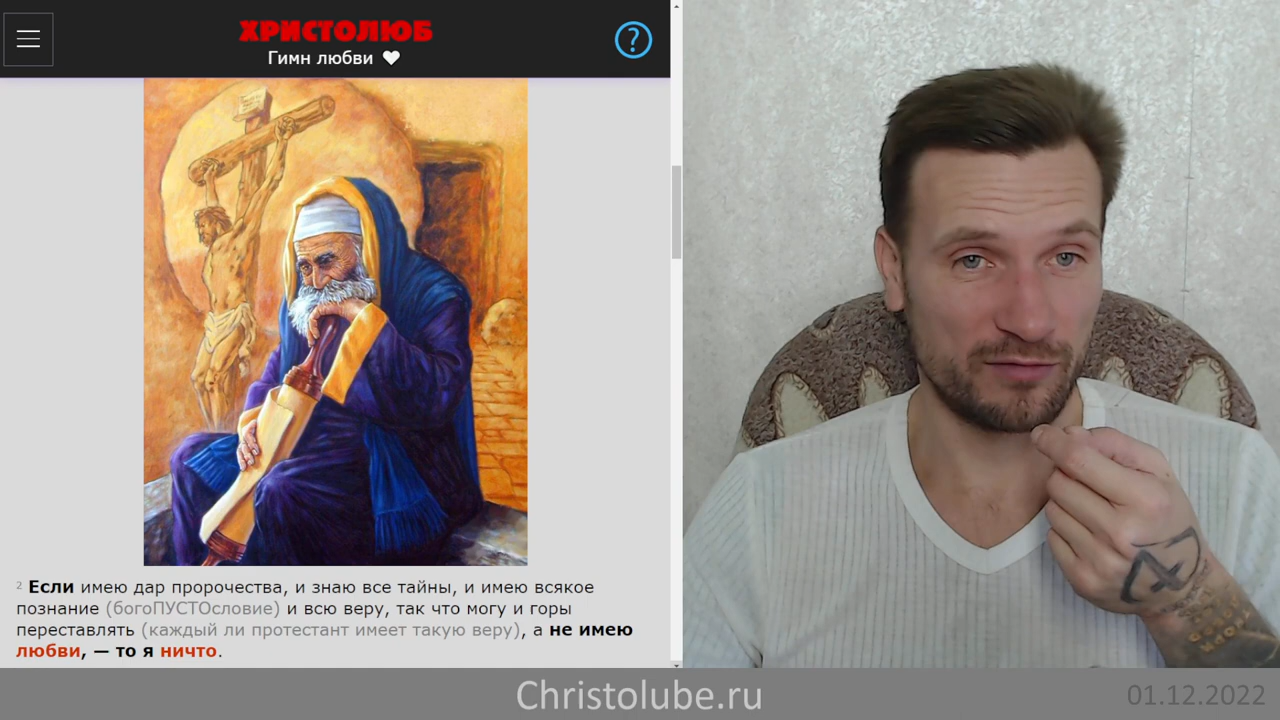 ХРИСТОЛЮБ
Гимн любви
?
2 Если имею дар пророчества, и знаю все тайны, и имею всякое
познание (богоПУСТОсловие) и всю веру, так что могу и горы
переставлять (каждый ли протестант имеет такую веру), а не имею
любви, — то я ничто.
Christolube.ru
01.12.2022